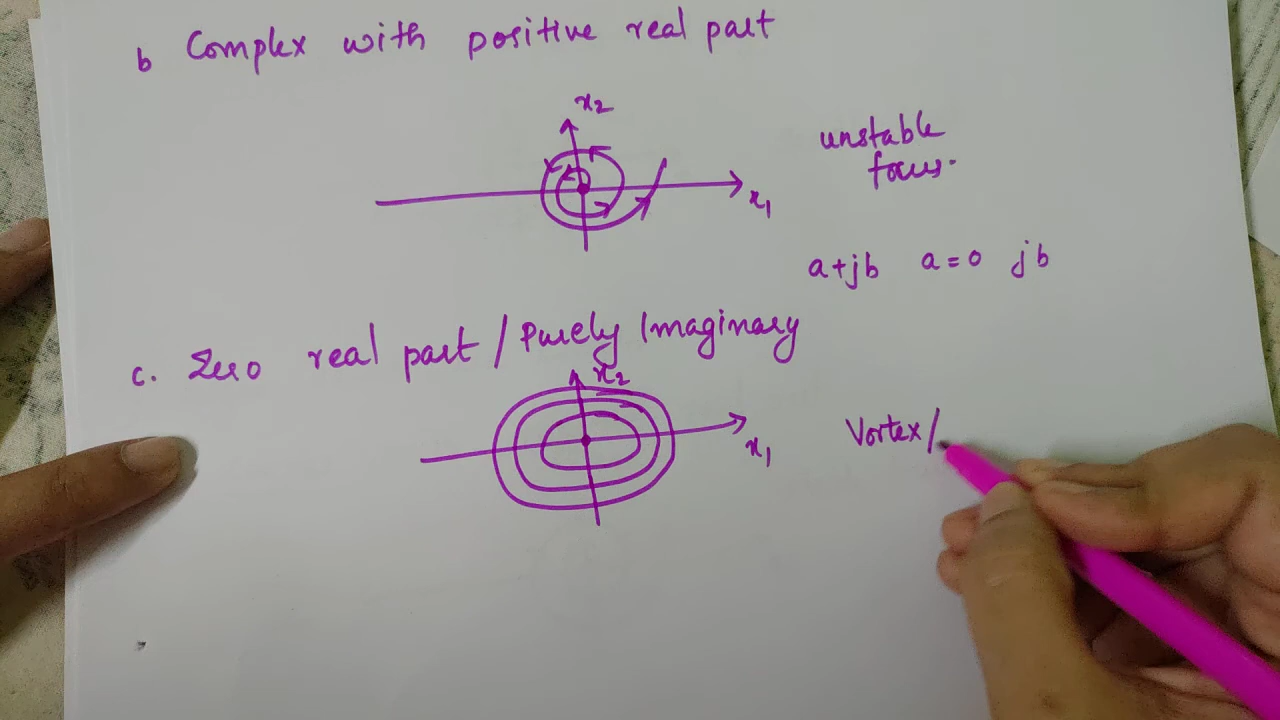 b Complex with positive real part
x2
unstable
focus.
x1
a+jb a=0 jb
c. Zero real part / Purely Imaginary
x2
Vortex/
x1